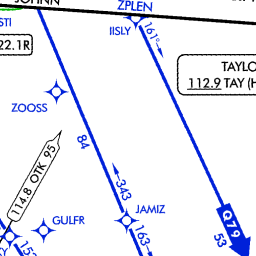 JOHNN
ZPLEN
STI
IISLY
161°
22.1R
TAYLO
112.9 TAY (H
ZOOSS
84
114.8 OTK 95
343
Q79
53
GULFR
JAMIZ
163